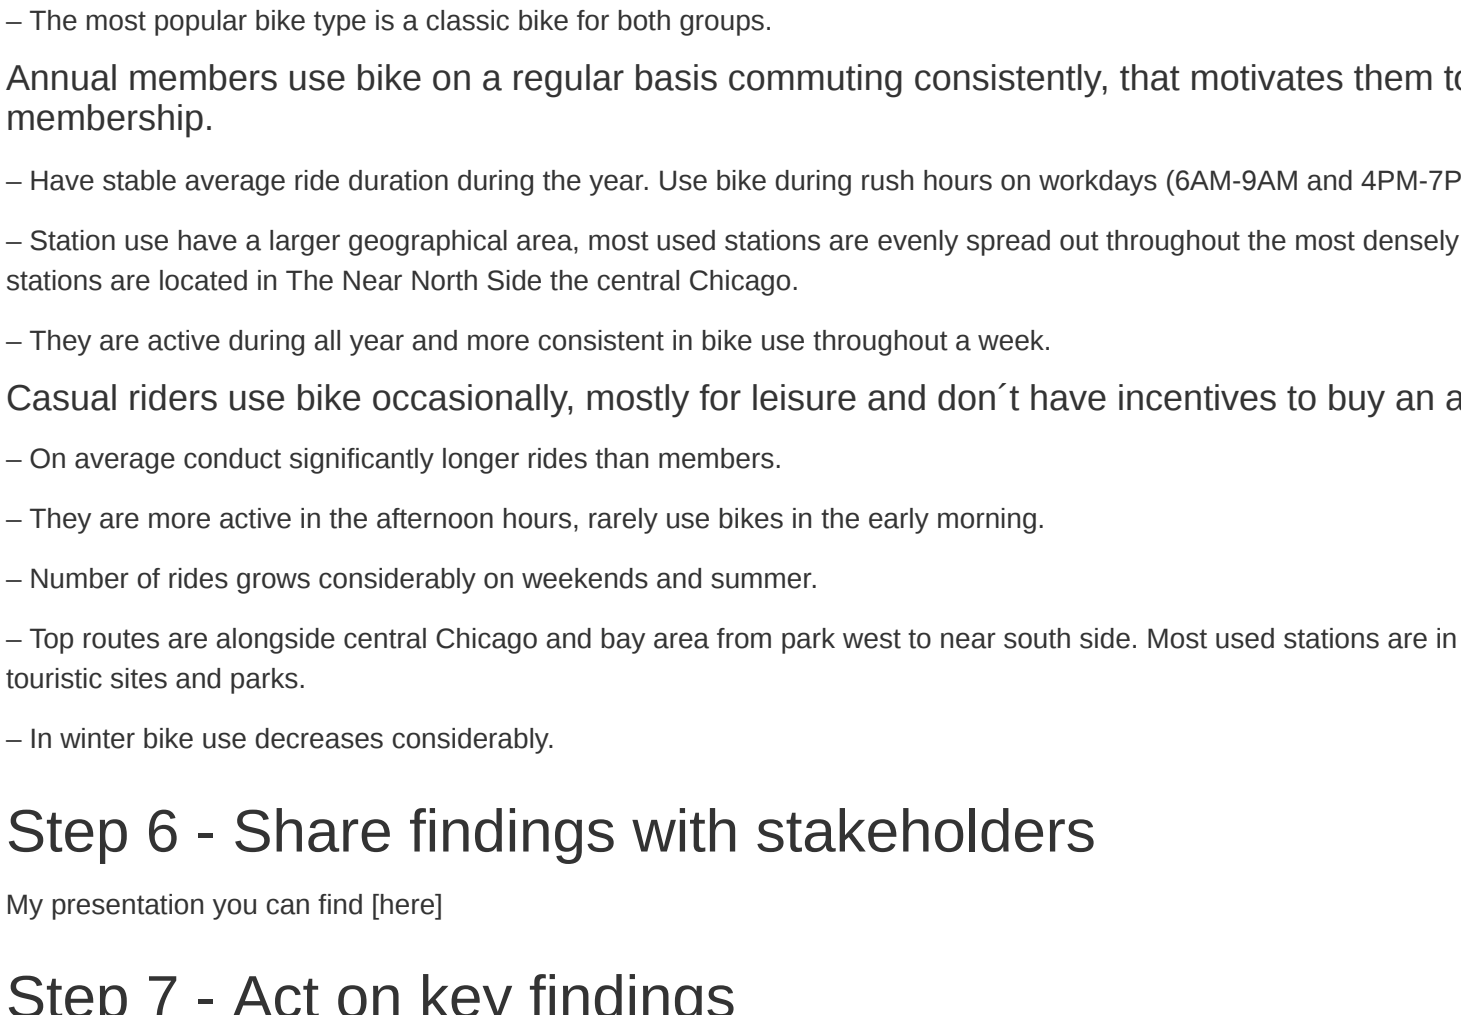 – The most popular bike type is a classic bike for both groups.
Annual members use bike on a regular basis commuting consistently, that motivates them to
membership.
– Have stable average ride duration during the year. Use bike during rush hours on workdays (6AM-9AM and 4PM-7P
– Station use have a larger geographical area, most used stations are evenly spread out throughout the most densely
stations are located in The Near North Side the central Chicago.
– They are active during all year and more consistent in bike use throughout a week.
Casual riders use bike occasionally, mostly for leisure and don´t have incentives to buy an a
– On average conduct significantly longer rides than members.
– They are more active in the afternoon hours, rarely use bikes in the early morning.
– Number of rides grows considerably on weekends and summer.
– Top routes are alongside central Chicago and bay area from park west to near south side. Most used stations are in
touristic sites and parks.
– In winter bike use decreases considerably.
Step 6 - Share findings with stakeholders
My presentation you can find [here]
Step 7 - Act on key findings